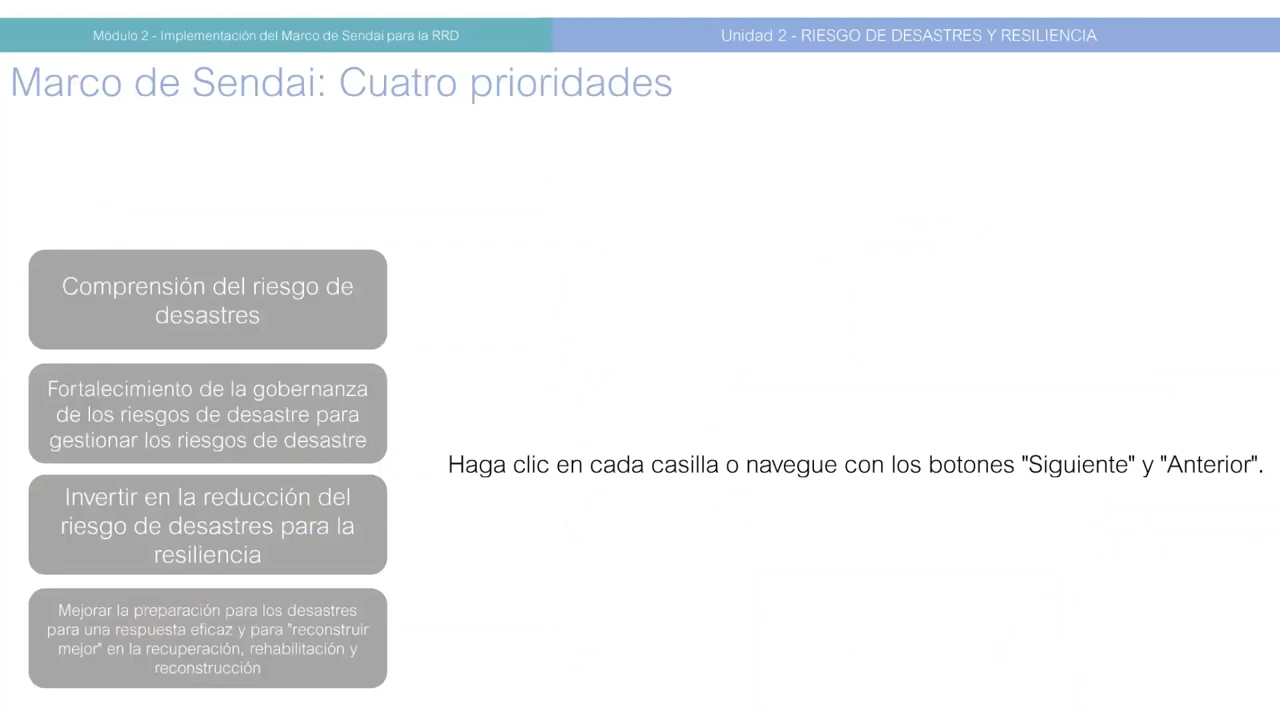 Módulo 2 - Implementación del Marco de Sendai para la RRD
Unidad 2 - RIESGO DE DESASTRES Y RESILIENCIA
Marco de Sendai: Cuatro prioridades
Comprensión del riesgo de
desastres
Fortalecimiento de la gobernanza
de los riesgos de desastre para
gestionar los riesgos de desastre
Haga clic en cada casilla o navegue con los botones "Siguiente" y "Anterior".
Invertir en la reducción del
riesgo de desastres para la
resiliencia
Mejorar la preparación para los desastres
para una respuesta eficaz y para "reconstruir
mejor" en la recuperación, rehabilitación y
reconstrucción